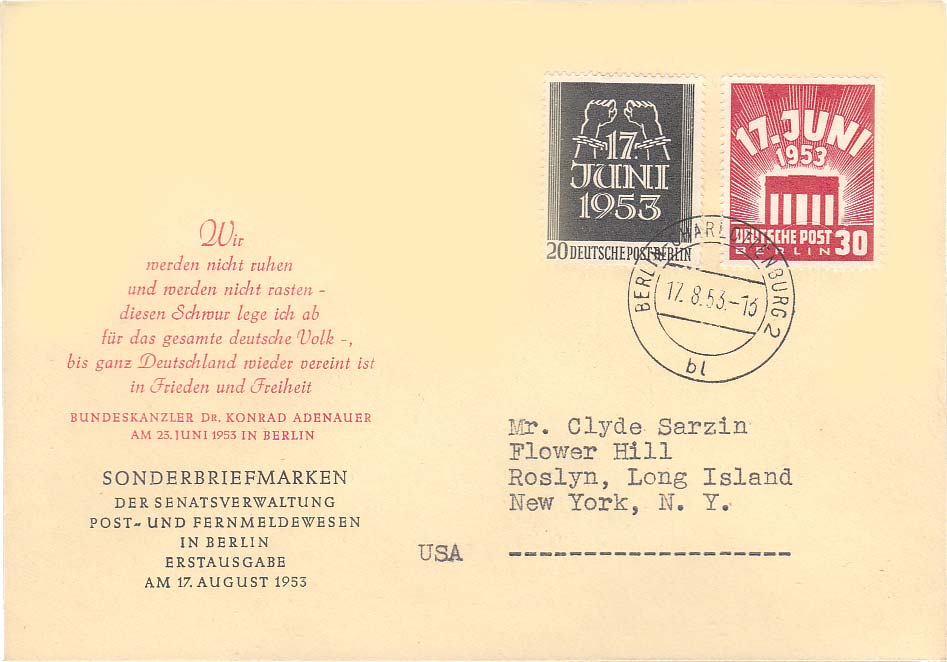 17.
JUNI
1953
20 DEUTSCHE POST BERLIN
17. JUNI
1953
DEUTSCHE POST
BERLIN 30
BERLIN-CHARLOTTENBURG 2
17.8.53.-13
bl
Wir
werden nicht ruhen
und werden nicht rasten -
diesen Schwur lege ich ab
für das gesamte deutsche Volk -,
bis ganz Deutschland wieder vereint ist
in Frieden und Freiheit
BUNDESKANZLER DR. KONRAD ADENAUER
AM 23. JUNI 1953 IN BERLIN
SONDERBRIEFMARKEN
DER SENATSVERWALTUNG
POST- UND FERNMELDEWESEN
IN BERLIN
ERSTAUSGABE
AM 17. AUGUST 1953
Mr. Clyde Sarzin
Flower Hill
Roslyn, Long Island
New York, N. Y.
USA -------------------